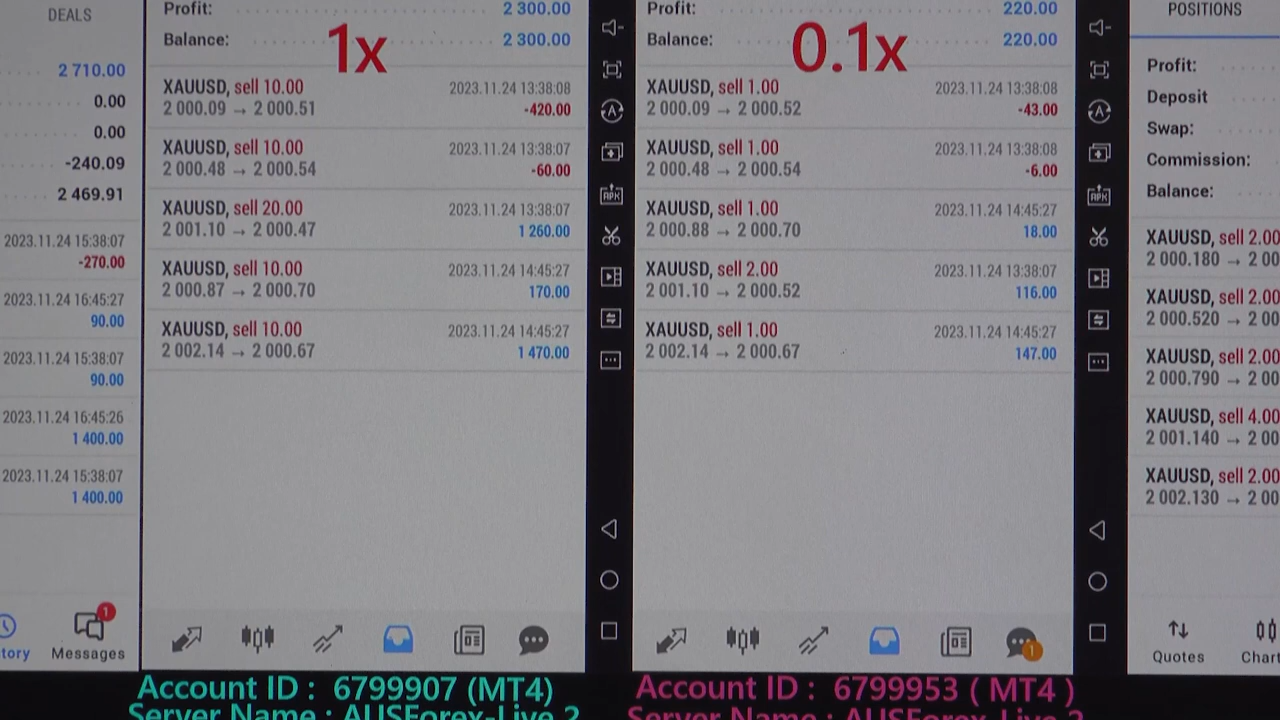 DEALS
2 710.00
0.00
0.00
-240.09
2 469.91
2023.11.24 15:38:07
-270.00
2023.11.24 16:45:27
90.00
2023.11.24 15:38:07
90.00
2023.11.24 16:45:26
1 400.00
2023.11.24 15:38:07
1 400.00
tory
Messages
1
Profit: 2 300.00
Balance: 2 300.00
1x
XAUUSD, sell 10.00 2023.11.24 13:38:08
2 000.09 → 2 000.51 -420.00
XAUUSD, sell 10.00 2023.11.24 13:38:07
2 000.48 → 2 000.54 -60.00
XAUUSD, sell 20.00 2023.11.24 13:38:07
2 001.10 → 2 000.47 1 260.00
XAUUSD, sell 10.00 2023.11.24 14:45:27
2 000.87 → 2 000.70 170.00
XAUUSD, sell 10.00 2023.11.24 14:45:27
2 002.14 → 2 000.67 1 470.00
A
APK
Account ID : 6799907 (MT4)
Server Name : AUSForex-Live 2
Profit: 220.00
Balance: 220.00
0.1x
XAUUSD, sell 1.00 2023.11.24 13:38:08
2 000.09 → 2 000.52 -43.00
XAUUSD, sell 1.00 2023.11.24 13:38:08
2 000.48 → 2 000.54 -6.00
XAUUSD, sell 1.00 2023.11.24 14:45:27
2 000.88 → 2 000.70 18.00
XAUUSD, sell 2.00 2023.11.24 13:38:07
2 001.10 → 2 000.52 116.00
XAUUSD, sell 1.00 2023.11.24 14:45:27
2 002.14 → 2 000.67 147.00
1
A
APK
Account ID : 6799953 ( MT4 )
Server Name : AUSForex-Live 2
POSITIONS
Profit:
Deposit
Swap:
Commission:
Balance:
XAUUSD, sell 2.00
2 000.180 → 2 00
XAUUSD, sell 2.00
2 000.520 → 2 00
XAUUSD, sell 2.00
2 000.790 → 2 00
XAUUSD, sell 4.00
2 001.140 → 2 00
XAUUSD, sell 2.00
2 002.130 → 2 00
Quotes
Chart